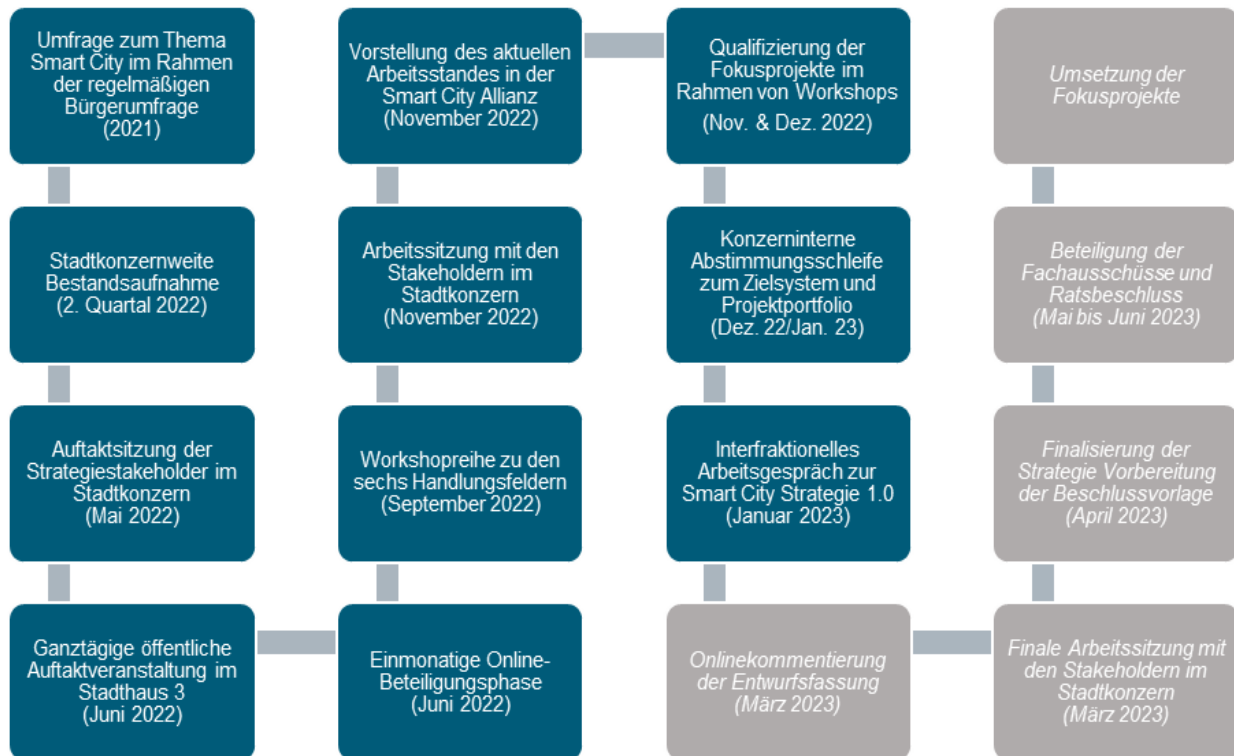 Umfrage zum Thema
Smart City im Rahmen
der regelmäßigen
Bürgerumfrage
(2021)
Stadtkonzernweite
Bestandsaufnahme
(2. Quartal 2022)
Auftaktsitzung der
Strategiestakeholder im
Stadtkonzern
(Mai 2022)
Ganztägige öffentliche
Auftaktveranstaltung im
Stadthaus 3
(Juni 2022)
Einmonatige Online-
Beteiligungsphase
(Juni 2022)
Workshopreihe zu den
sechs Handlungsfeldern
(September 2022)
Arbeitssitzung mit den
Stakeholdern im
Stadtkonzern
(November 2022)
Vorstellung des aktuellen
Arbeitsstandes in der
Smart City Allianz
(November 2022)
Qualifizierung der
Fokusprojekte im
Rahmen von Workshops
(Nov. & Dez. 2022)
Konzerninterne
Abstimmungsschleife
zum Zielsystem und
Projektportfolio
(Dez. 22/Jan. 23)
Interfraktionelles
Arbeitsgespräch zur
Smart City Strategie 1.0
(Januar 2023)
Onlinekommentierung
der Entwurfsfassung
(März 2023)
Finale Arbeitssitzung mit
den Stakeholdern im
Stadtkonzern
(März 2023)
Finalisierung der
Strategie Vorbereitung
der Beschlussvorlage
(April 2023)
Beteiligung der
Fachausschüsse und
Ratsbeschluss
(Mai bis Juni 2023)
Umsetzung der
Fokusprojekte